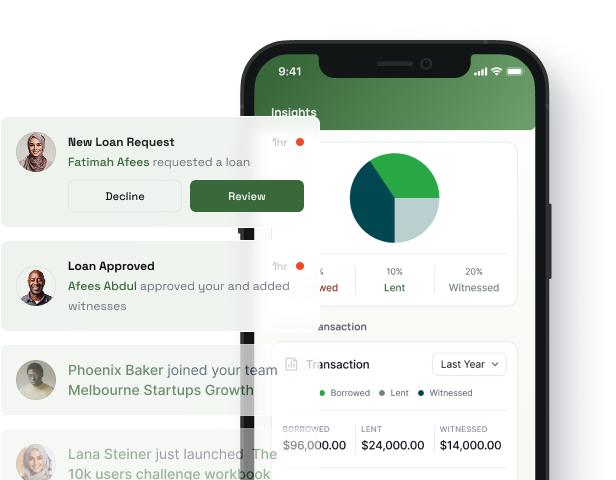 9:41
Insights
New Loan Request
1hr
Fatimah Afees requested a loan
Decline
Review
Loan Approved
1hr
Afees Abdul approved your and added
witnesses
Phoenix Baker joined your team
Melbourne Startups Growth
Lana Steiner just launched The
10k users challenge workbook
% 10% 20%
wed Lent Witnessed
ansaction
Transaction
Last Year
Borrowed Lent Witnessed
BORROWED LENT WITNESSED
$96,000.00 $24,000.00 $14,000.00